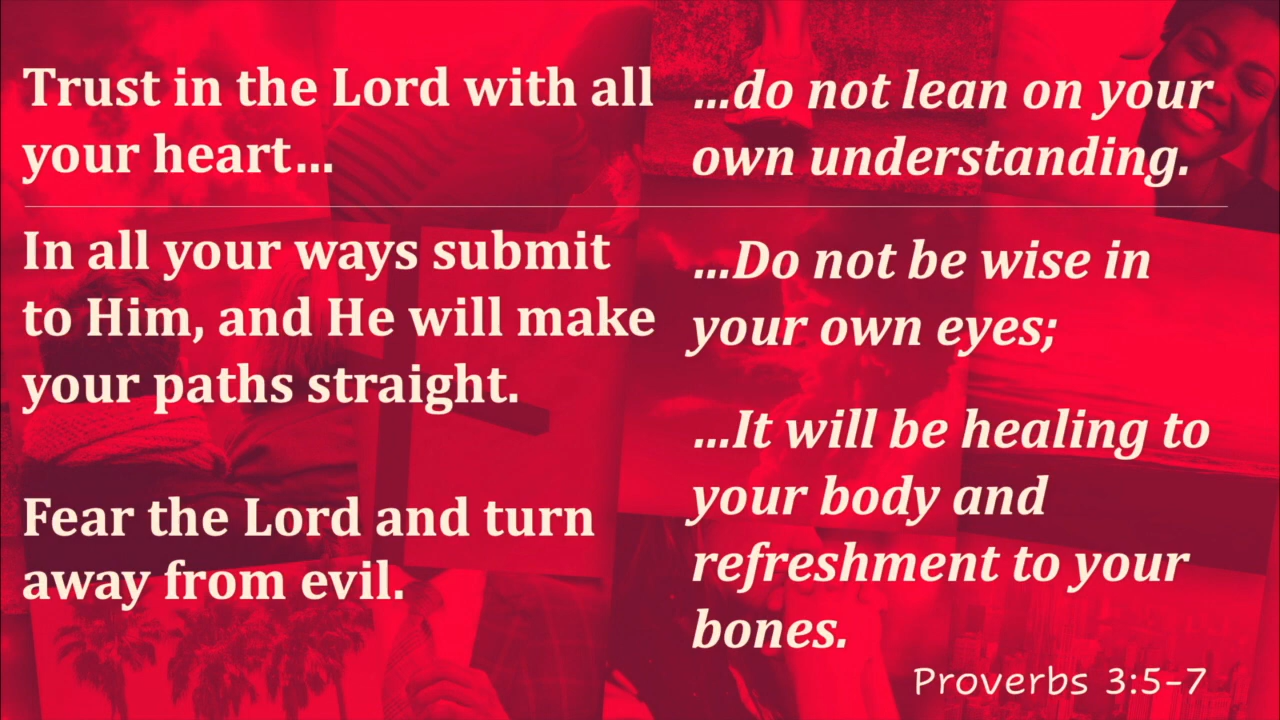 Trust in the Lord with all
your heart…
…do not lean on your
own understanding.
In all your ways submit
to Him, and He will make
your paths straight.
…Do not be wise in
your own eyes;
Fear the Lord and turn
away from evil.
…It will be healing to
your body and
refreshment to your
bones.
Proverbs 3:5-7